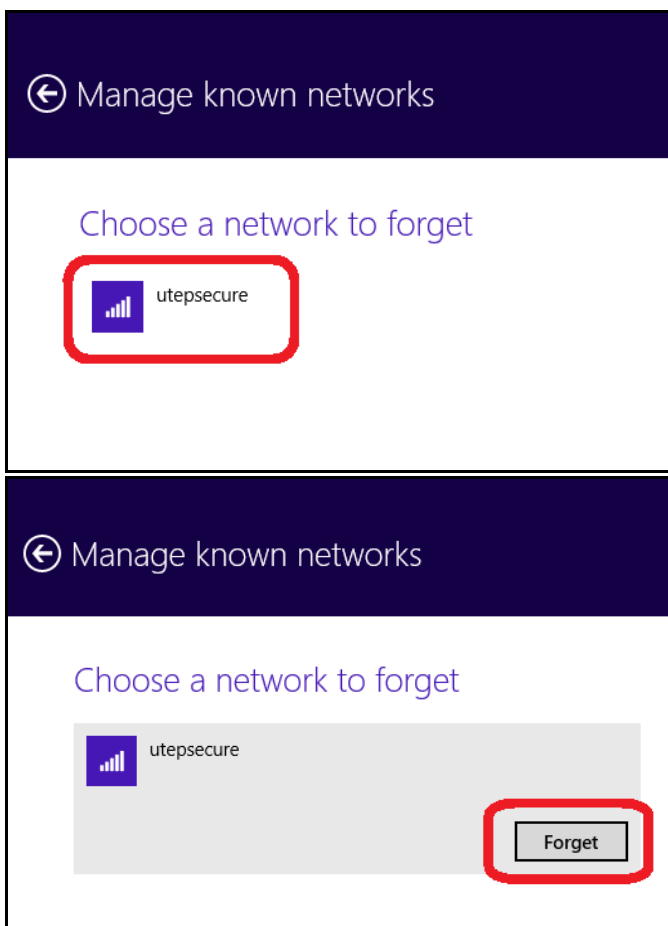 Manage known networks
Choose a network to forget
utepsecure
Manage known networks
Choose a network to forget
utepsecure
Forget